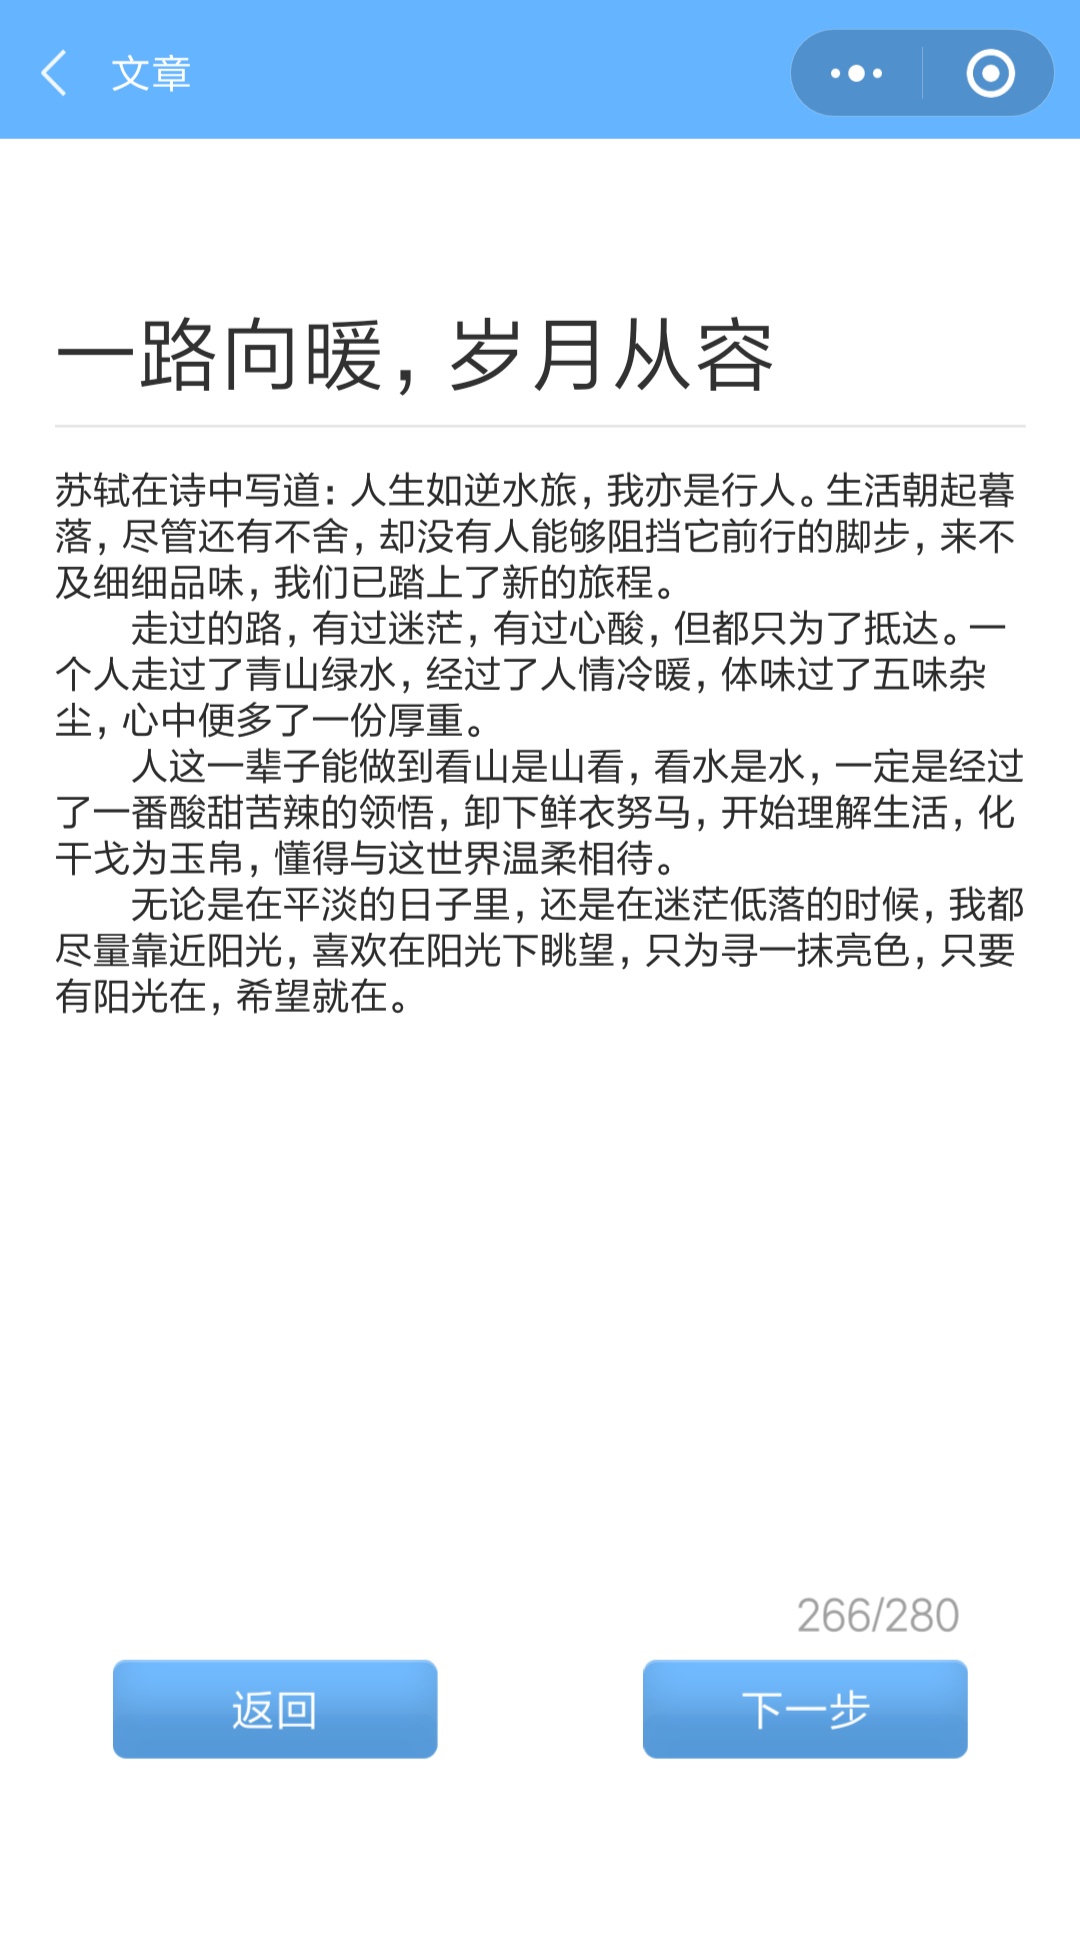 文章
一路向暖，岁月从容
苏轼在诗中写道：人生如逆水旅，我亦是行人。生活朝起暮
落，尽管还有不舍，却没有人能够阻挡它前行的脚步，来不
及细细品味，我们已踏上了新的旅程。
走过的路，有过迷茫，有过心酸，但都只为了抵达。一
个人走过了青山绿水，经过了人情冷暖，体味过了五味杂
尘，心中便多了一份厚重。
人这一辈子能做到看山是山看，看水是水，一定是经过
了一番酸甜苦辣的领悟，卸下鲜衣努马，开始理解生活，化
干戈为玉帛，懂得与这世界温柔相待。
无论是在平淡的日子里，还是在迷茫低落的时候，我都
尽量靠近阳光，喜欢在阳光下眺望，只为寻一抹亮色，只要
有阳光在，希望就在。
266/280
返回
下一步